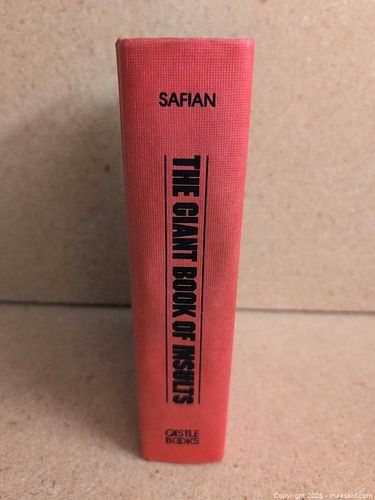 SAFIAN
THE GIANT BOOK OF INSULTS
CASTLE
BOOKS
Copyright 2026 - maxsold.com